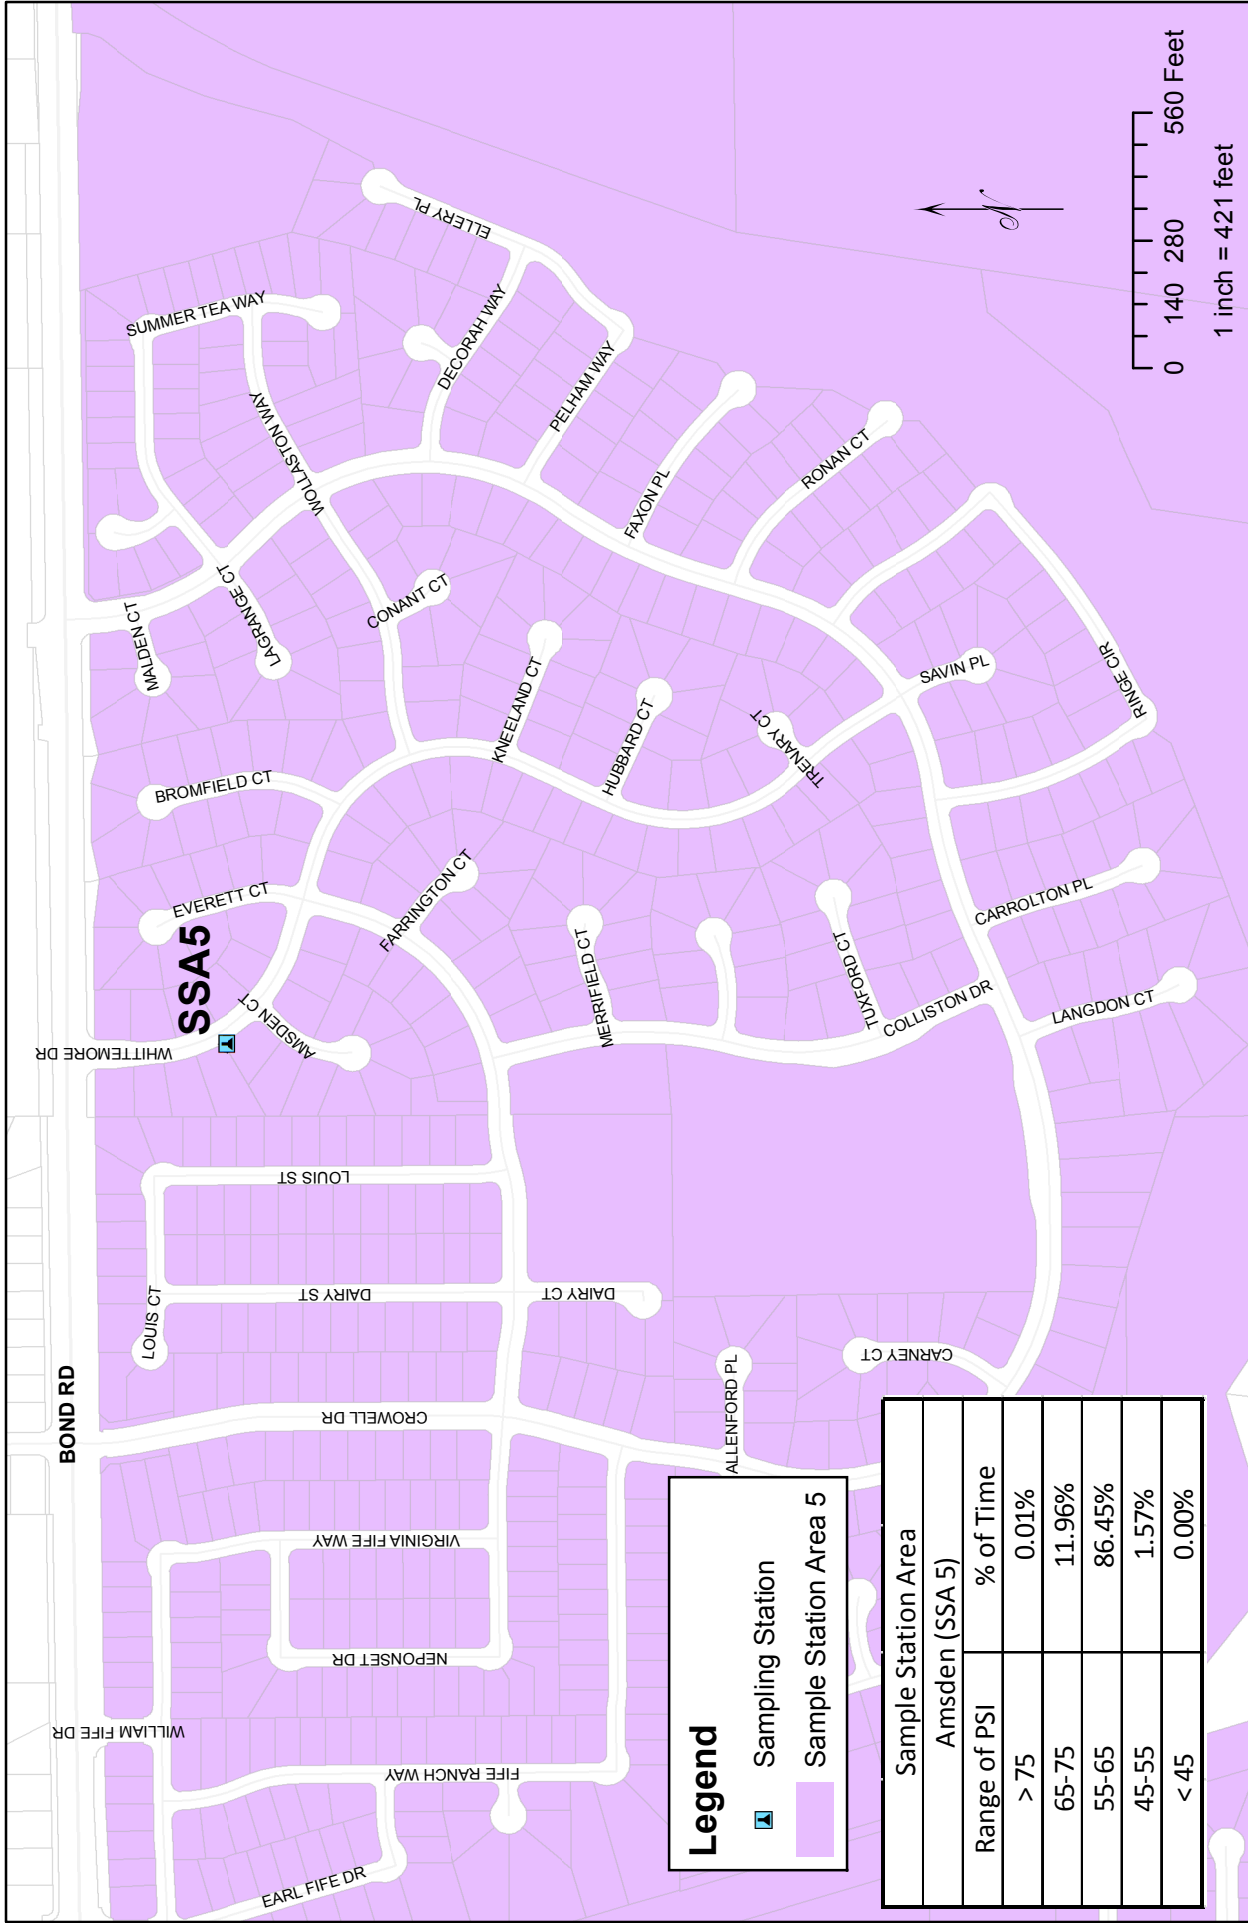 BOND RD
WILLIAM FIFE DR
EARL FIFE DR
FIFE RANCH WAY
NEPONSET DR
VIRGINIA FIFE WAY
CROWELL DR
LOUIS CT
DAIRY ST
DAIRY CT
LOUIS ST
ALLENFORD PL
CARNEY CT
WHITTEMORE DR
SSA5
AMSDEN CT
EVERETT CT
BROMFIELD CT
FARRINGTON CT
MERRIFIELD CT
TUXFORD CT
COLLISTON DR
LANGDON CT
CARROLTON PL
MALDEN CT
LAGRANGE CT
SUMMER TEA WAY
WOLLASTON WAY
CONANT CT
KNEELAND CT
HUBBARD CT
TRENARY CT
SAVIN PL
RINGE CIR
RONAN CT
FAXON PL
PELHAM WAY
DECORAH WAY
ELLERY PL
N
0 140 280 560 Feet
1 inch = 421 feet
Legend
Sampling Station
Sample Station Area 5
Sample Station Area
Amsden (SSA 5)
Range of PSI % of Time
> 75 0.01%
65-75 11.96%
55-65 86.45%
45-55 1.57%
< 45 0.00%